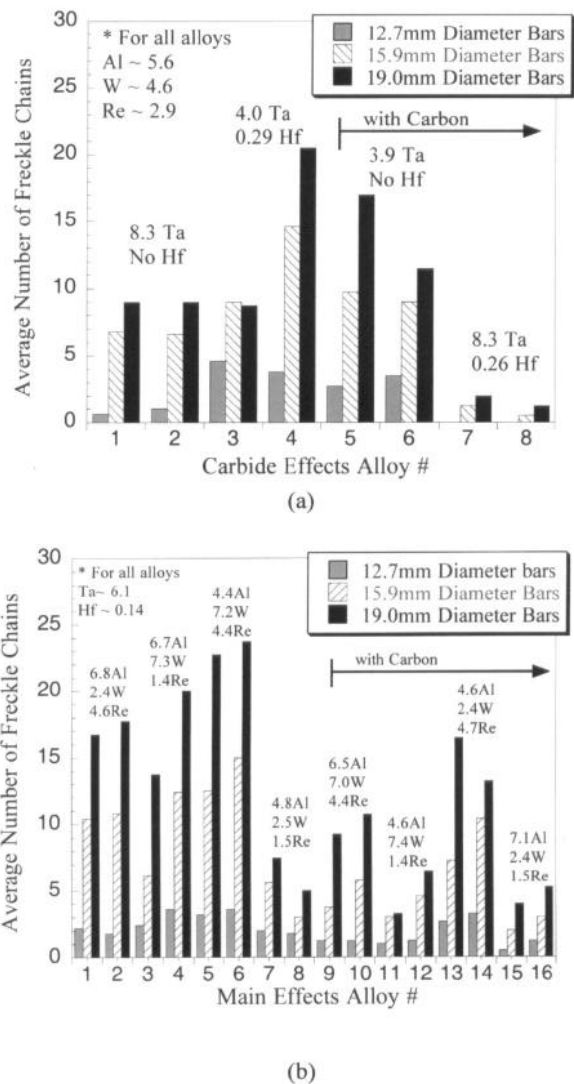 Average Number of Freckle Chains
30
25
20
15
10
5
0
* For all alloys
Al ~ 5.6
W ~ 4.6
Re ~ 2.9
12.7mm Diameter Bars
15.9mm Diameter Bars
19.0mm Diameter Bars
with Carbon
8.3 Ta
No Hf
4.0 Ta
0.29 Hf
3.9 Ta
No Hf
8.3 Ta
0.26 Hf
1 2 3 4 5 6 7 8
Carbide Effects Alloy #
(a)
Average Number of Freckle Chains
30
25
20
15
10
5
0
* For all alloys
Ta~ 6.1
Hf ~ 0.14
12.7mm Diameter bars
15.9mm Diameter Bars
19.0mm Diameter Bars
with Carbon
6.8Al
2.4W
4.6Re
6.7Al
7.3W
1.4Re
4.4Al
7.2W
4.4Re
4.8Al
2.5W
1.5Re
6.5Al
7.0W
4.4Re
4.6Al
7.4W
1.4Re
4.6Al
2.4W
4.7Re
7.1Al
2.4W
1.5Re
1 2 3 4 5 6 7 8 9 10 11 12 13 14 15 16
Main Effects Alloy #
(b)